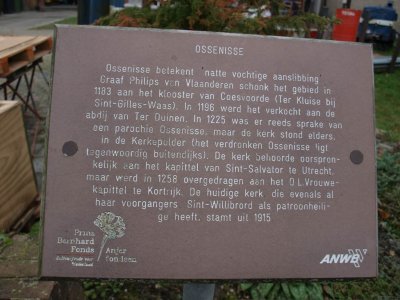 OSSENISSE
Ossenisse betekent 'natte vochtige aanslibbing'
Graaf Philips van Vlaanderen schonk het gebied in
1183 aan het klooster van Coesvoorde (Ter Kluise bij
Sint-Gilles-Waas). In 1196 werd het verkocht aan de
abdij van Ter Duinen. In 1225 was er reeds sprake van
een parochie Ossenisse, maar de kerk stond elders,
in de Kerkepolder (het verdronken Ossenisse ligt
tegenwoordig buitendijks). De kerk behoorde oorspron-
kelijk aan het kapittel van Sint-Salvator te Utrecht,
maar werd in 1258 overgedragen aan het O.L.Vrouwe-
kapittel te Kortrijk. De huidige kerk, die evenals al
haar voorgangers Sint-Willibrord als patroonheili-
ge heeft, stamt uit 1915
Prins
Bernhard
Fonds
Anjer
fondsen
ANWB